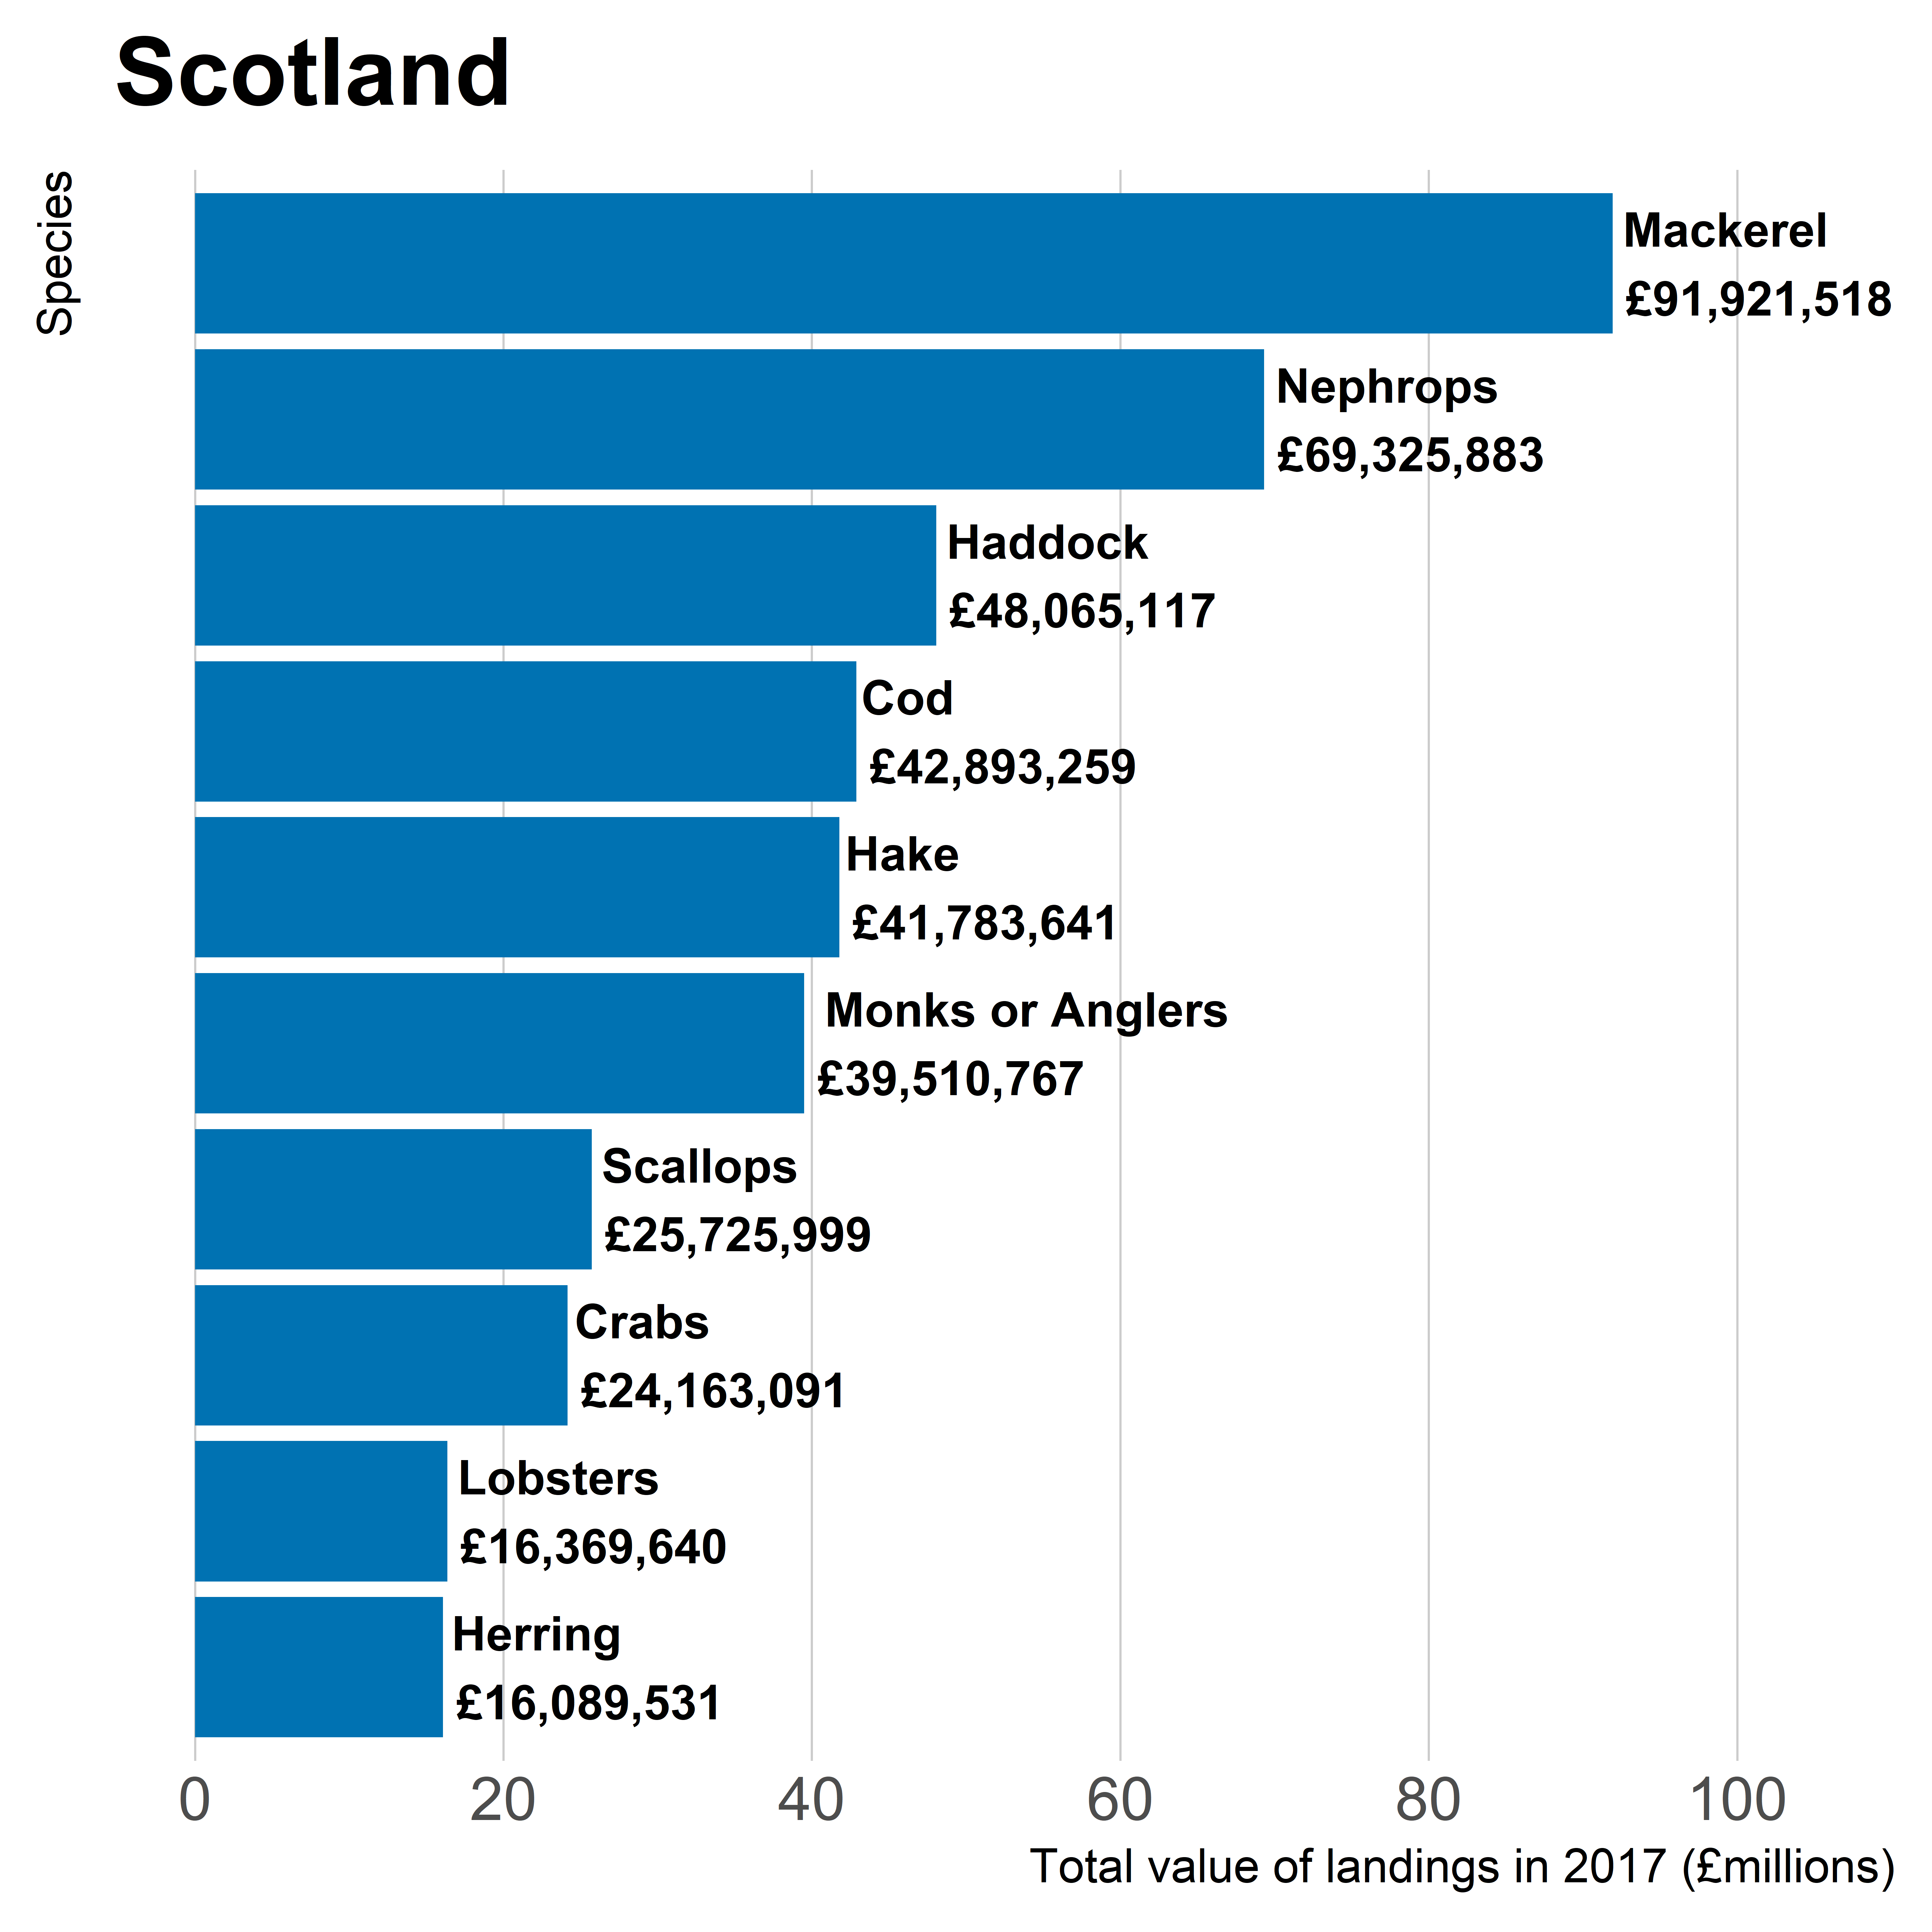 Scotland
Species
Mackerel
£91,921,518
Nephrops
£69,325,883
Haddock
£48,065,117
Cod
£42,893,259
Hake
£41,783,641
Monks or Anglers
£39,510,767
Scallops
£25,725,999
Crabs
£24,163,091
Lobsters
£16,369,640
Herring
£16,089,531
0 20 40 60 80 100
Total value of landings in 2017 (£millions)